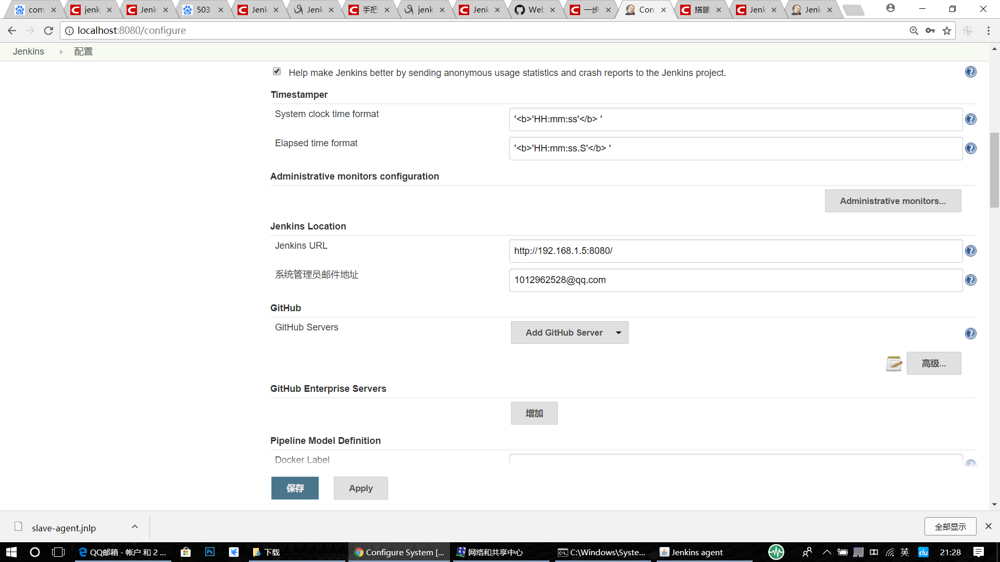 com
jenk
Jenk
503
Jenk
Jenk
手把
jenk
Jenk
Web
一步
Con
搭建
Jenk
Jenk
localhost:8080/configure
Jenkins
配置
Help make Jenkins better by sending anonymous usage statistics and crash reports to the Jenkins project.
Timestamper
System clock time format
'<b>'HH:mm:ss'</b> '
Elapsed time format
'<b>'HH:mm:ss.S'</b> '
Administrative monitors configuration
Administrative monitors...
Jenkins Location
Jenkins URL
http://192.168.1.5:8080/
系统管理员邮件地址
1012962528@qq.com
GitHub
GitHub Servers
Add GitHub Server
高级...
GitHub Enterprise Servers
增加
Pipeline Model Definition
Docker Label
保存
Apply
slave-agent.jnlp
全部显示
QQ邮箱 - 帐户 和 2 ...
Ps
下载
Configure System [...
网络和共享中心
C:\Windows\Syste...
Jenkins agent
英
du
21:28